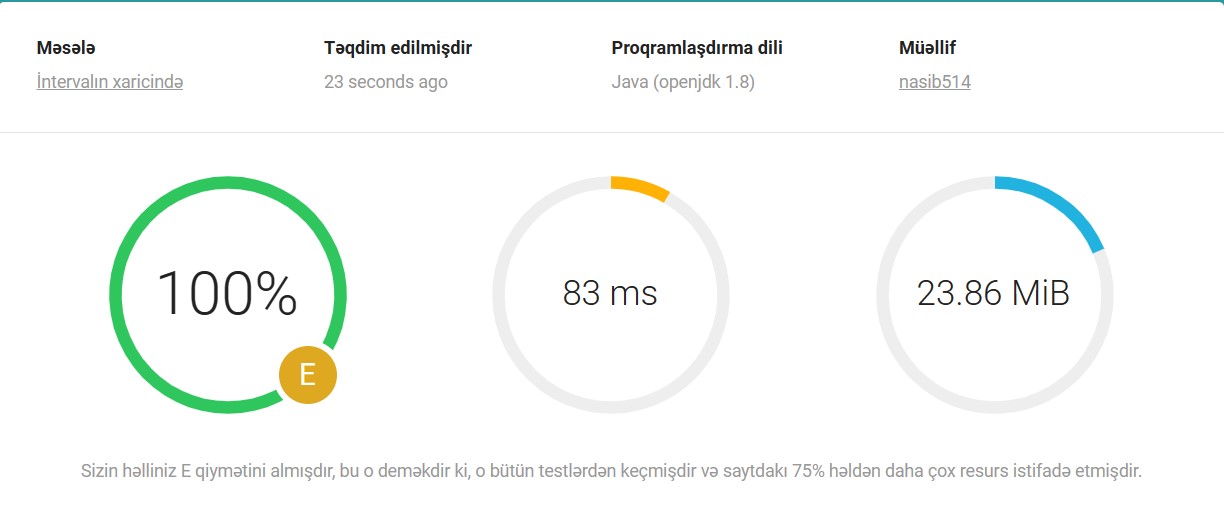 Məsələ Təqdim edilmişdir Proqramlaşdırma dili Müəllif
İntervalın xaricində 23 seconds ago Java (openjdk 1.8) nasib514
100% 83 ms 23.86 MiB
E
Sizin həlliniz E qiymətini almışdır, bu o deməkdir ki, o bütün testlərdən keçmişdir və saytdakı 75% həldən daha çox resurs istifadə etmişdir.